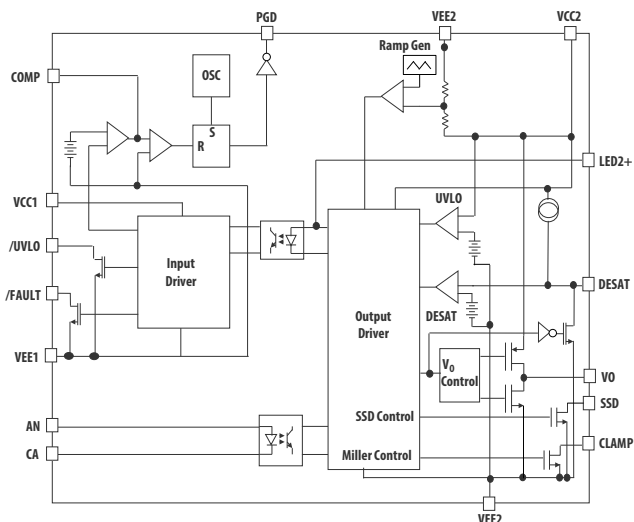 PGD
VEE2
VCC2
Ramp Gen
COMP
OSC
S
R
LED2+
VCC1
UVLO
/UVLO
Input
Driver
/FAULT
DESAT
DESAT
Output
Driver
VEE1
V0
Control
VO
SSD
SSD Control
AN
CLAMP
CA
Miller Control
VEE2